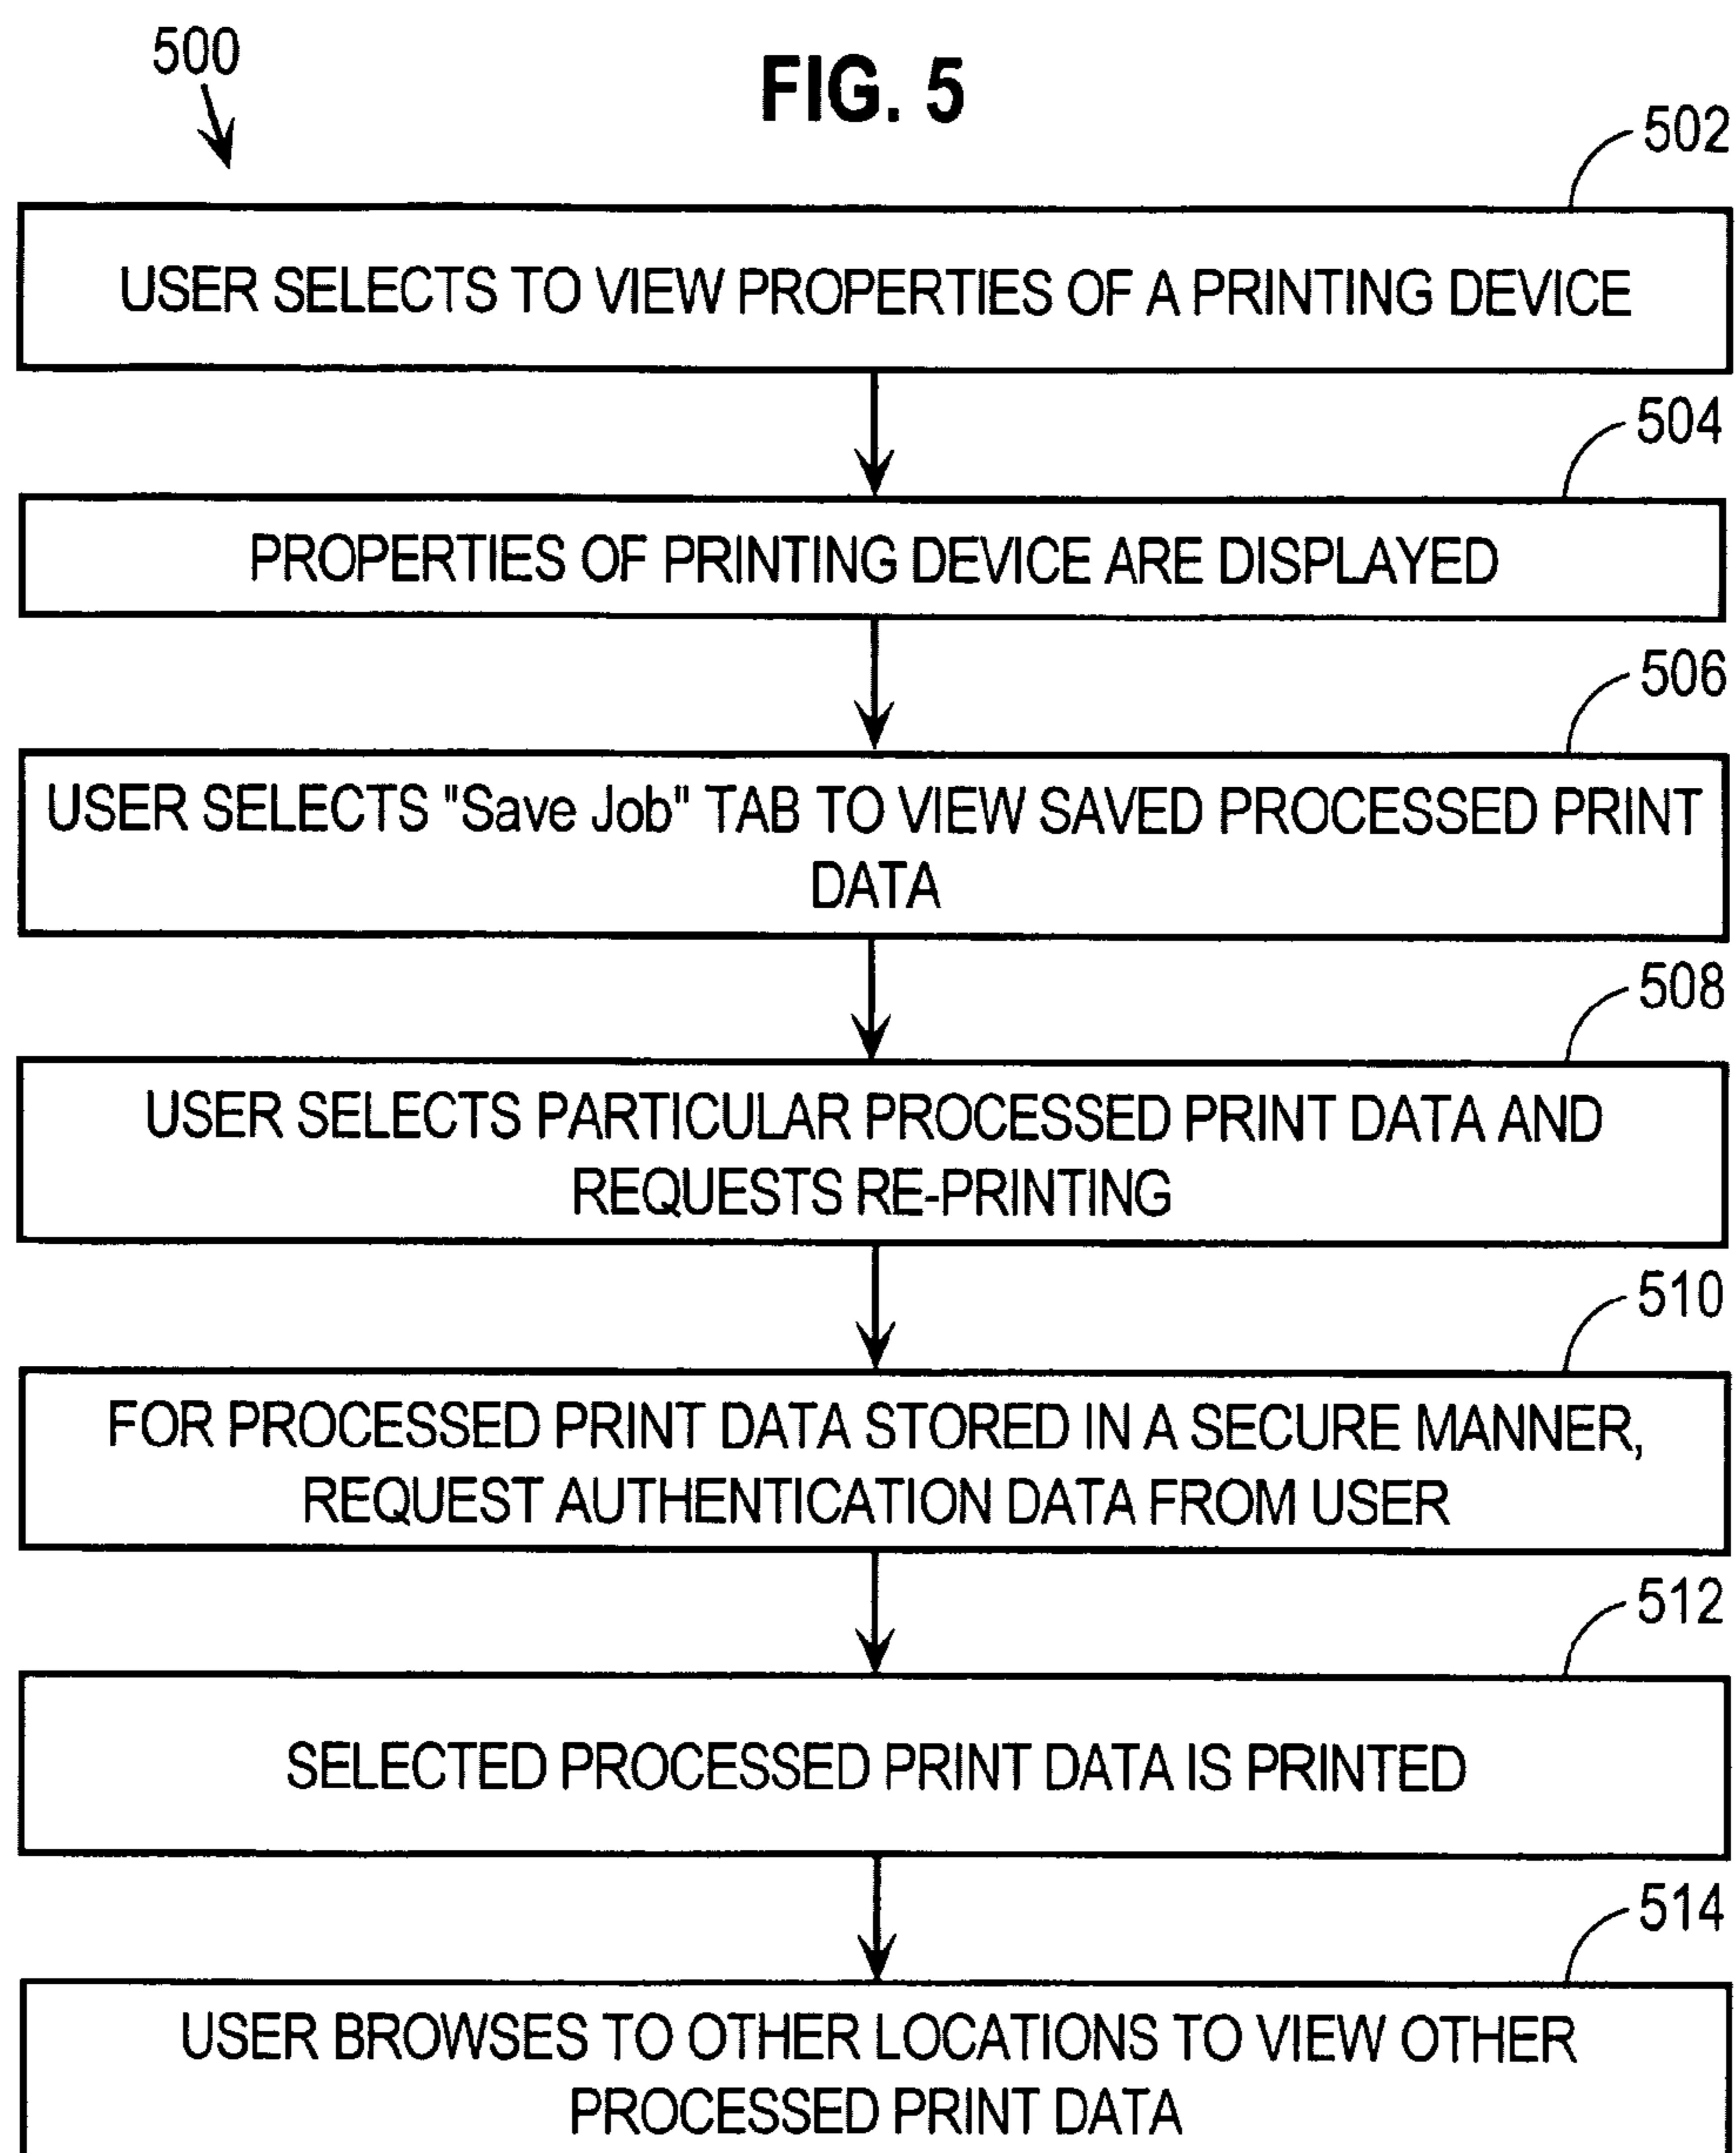 500
FIG. 5
502
USER SELECTS TO VIEW PROPERTIES OF A PRINTING DEVICE
504
PROPERTIES OF PRINTING DEVICE ARE DISPLAYED
506
USER SELECTS "Save Job" TAB TO VIEW SAVED PROCESSED PRINT
DATA
508
USER SELECTS PARTICULAR PROCESSED PRINT DATA AND
REQUESTS RE-PRINTING
510
FOR PROCESSED PRINT DATA STORED IN A SECURE MANNER,
REQUEST AUTHENTICATION DATA FROM USER
512
SELECTED PROCESSED PRINT DATA IS PRINTED
514
USER BROWSES TO OTHER LOCATIONS TO VIEW OTHER
PROCESSED PRINT DATA